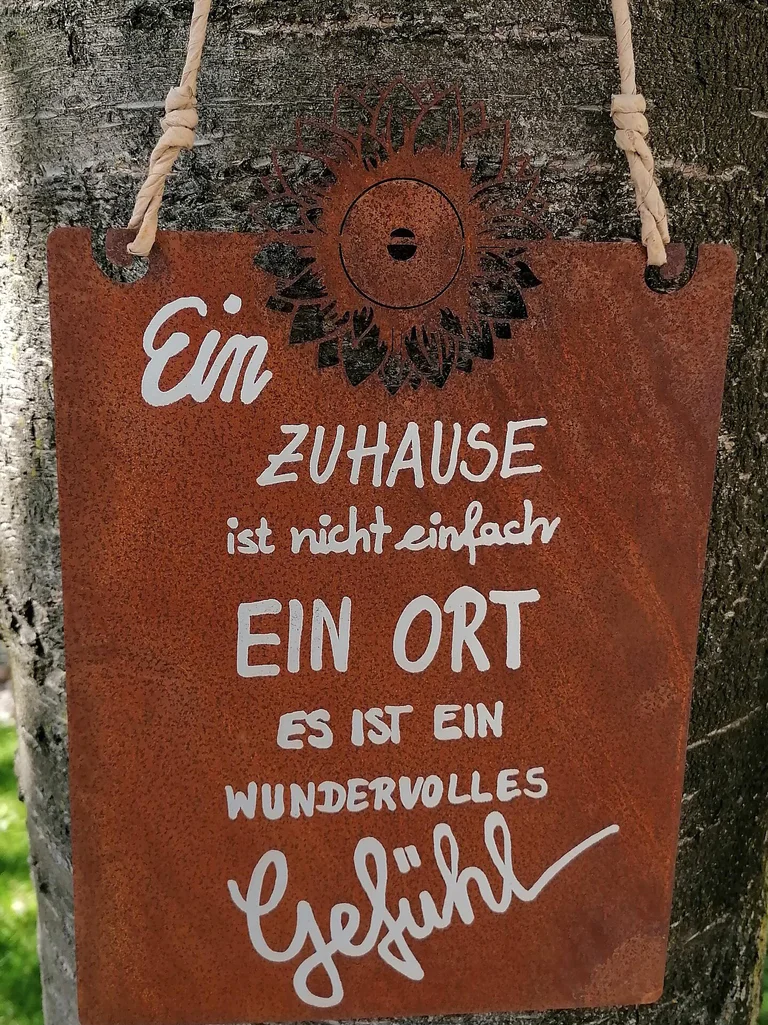 Ein
ZUHAUSE
ist nicht einfach
EIN ORT
ES IST EIN
WUNDERVOLLES
Gefühl